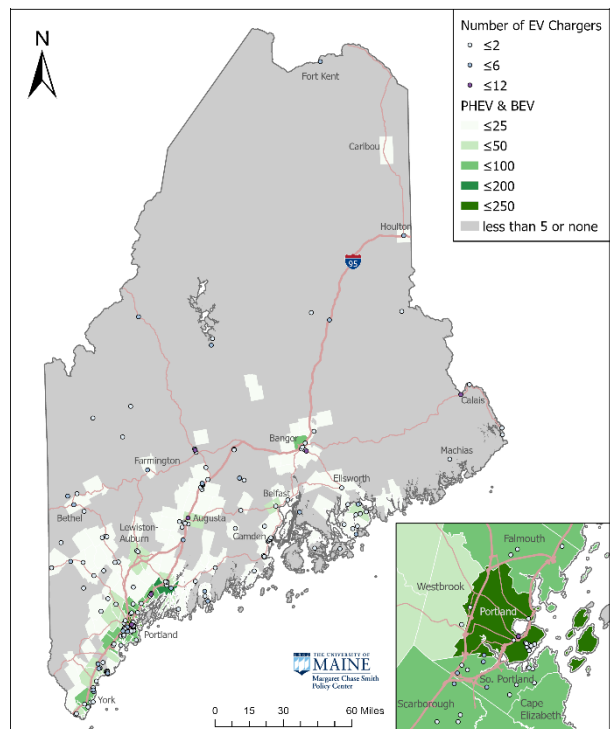 N
Number of EV Chargers
≤2
≤6
≤12
PHEV & BEV
≤25
≤50
≤100
≤200
≤250
less than 5 or none
Fort Kent
Caribou
Houlton
95
Calais
Bangor
Machias
Farmington
Ellsworth
Belfast
Bethel
Augusta
Lewiston-
Auburn
Camden
Portland
York
THE UNIVERSITY OF
MAINE
Margaret Chase Smith
Policy Center
0 15 30 60 Miles
Falmouth
Westbrook
Portland
So. Portland
Scarborough
Cape
Elizabeth